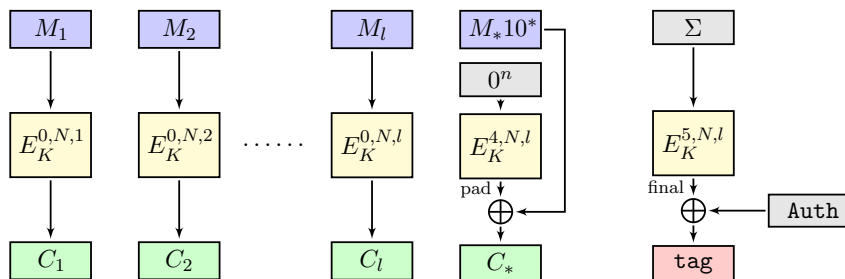 M_1 M_2 M_l M_*10^* Σ
0^n
E_K^{0,N,1} E_K^{0,N,2} ...... E_K^{0,N,l} E_K^{4,N,l} E_K^{5,N,l}
pad final
Auth
C_1 C_2 C_l C_* tag